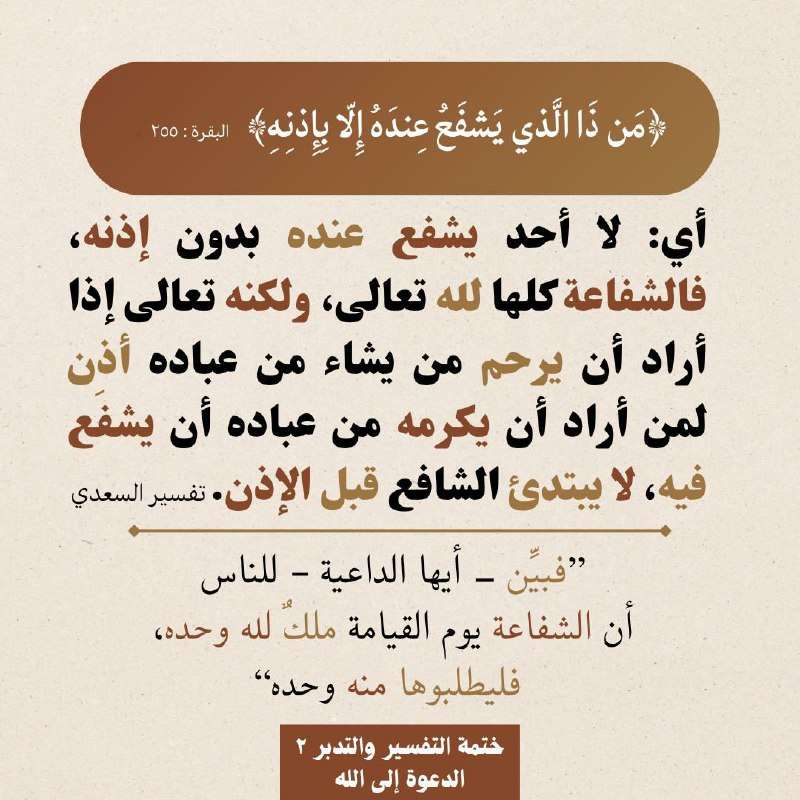 ﴿مَن ذَا الَّذي يَشفَعُ عِندَهُ إِلّا بِإِذنِهِ﴾ البقرة : ٢٥٥
أي: لا أحد يشفع عنده بدون إذنه،
فالشفاعة كلها لله تعالى، ولكنه تعالى إذا
أراد أن يرحم من يشاء من عباده أذِن
لمن أراد أن يكرمه من عباده أن يشفَع
فيه، لا يبتدئ الشافع قبل الإذن. تفسير السعدي
”فبيِّن – أيها الداعية – للناس
أن الشفاعة يوم القيامة ملكٌ لله وحده،
فليطلبوها منه وحده“
ختمة التفسير والتدبر ٢
الدعوة إلى الله